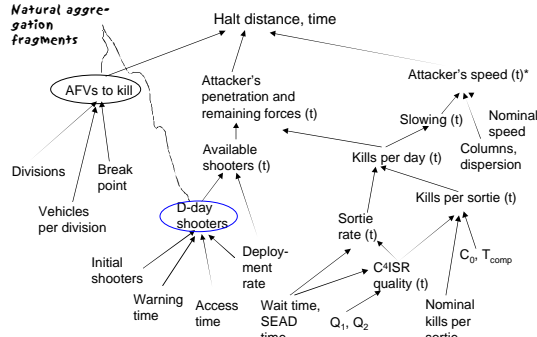 Natural aggre-
gation
fragments
Halt distance, time
AFVs to kill
Attacker's
penetration and
remaining forces (t)
Attacker's speed (t)*
Slowing (t)
Nominal
speed
Columns,
dispersion
Available
shooters (t)
Kills per day (t)
Divisions
Break
point
Vehicles
per division
D-day
shooters
Kills per sortie (t)
Sortie
rate (t)
Initial
shooters
Warning
time
Access
time
Deploy-
ment
rate
C⁴ISR
quality (t)
C₀, Tcomp
Wait time,
SEAD
time
Q₁, Q₂
Nominal
kills per
sortie